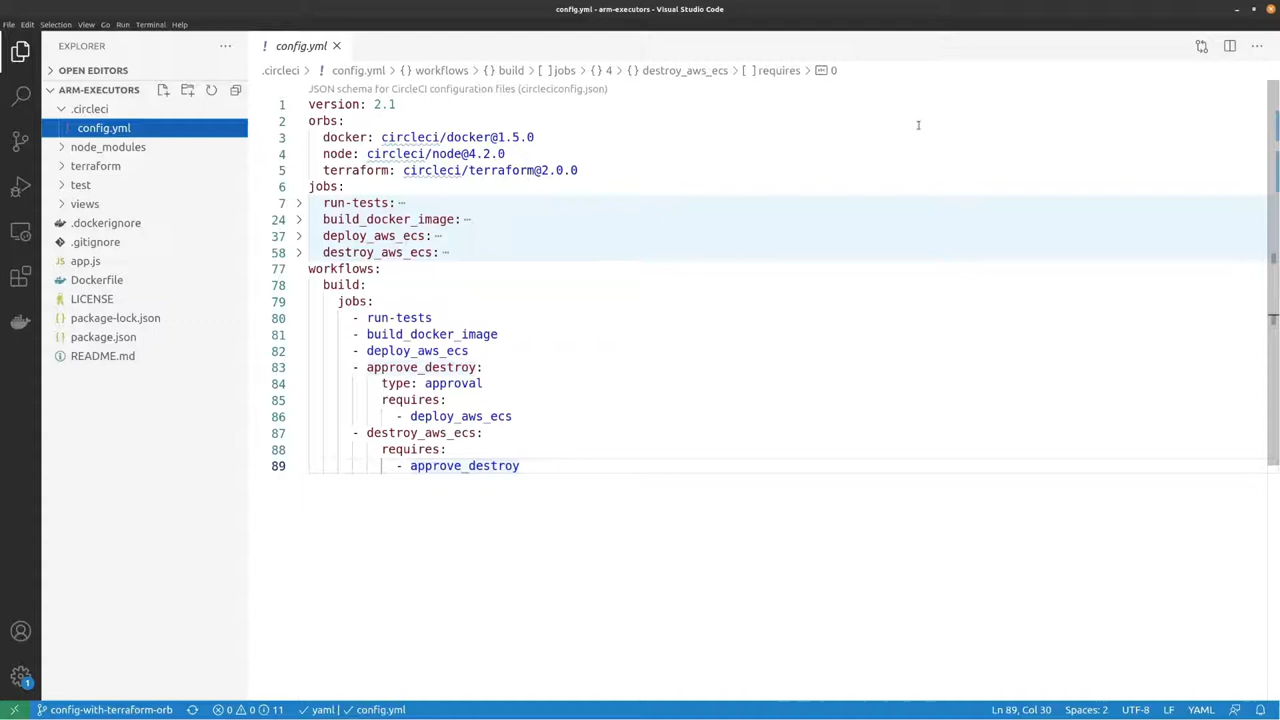 config.yml - arm-executors - Visual Studio Code
File Edit Selection View Go Run Terminal Help
EXPLORER
OPEN EDITORS
ARM-EXECUTORS
.circleci
config.yml
node_modules
terraform
test
views
.dockerignore
.gitignore
app.js
Dockerfile
LICENSE
package-lock.json
package.json
README.md
! config.yml
.circleci > ! config.yml > {} workflows > {} build > [ ] jobs > {} 4 > {} destroy_aws_ecs > [ ] requires > 0
JSON schema for CircleCI configuration files (circleciconfig.json)
1 version: 2.1
2 orbs:
3 docker: circleci/docker@1.5.0
4 node: circleci/node@4.2.0
5 terraform: circleci/terraform@2.0.0
6 jobs:
7 run-tests: ⋯
24 build_docker_image: ⋯
37 deploy_aws_ecs: ⋯
58 destroy_aws_ecs: ⋯
77 workflows:
78 build:
79 jobs:
80 - run-tests
81 - build_docker_image
82 - deploy_aws_ecs
83 - approve_destroy:
84 type: approval
85 requires:
86 - deploy_aws_ecs
87 - destroy_aws_ecs:
88 requires:
89 - approve_destroy
1
config-with-terraform-orb 0 0 11 yaml | config.yml Ln 89, Col 30 Spaces: 2 UTF-8 LF YAML